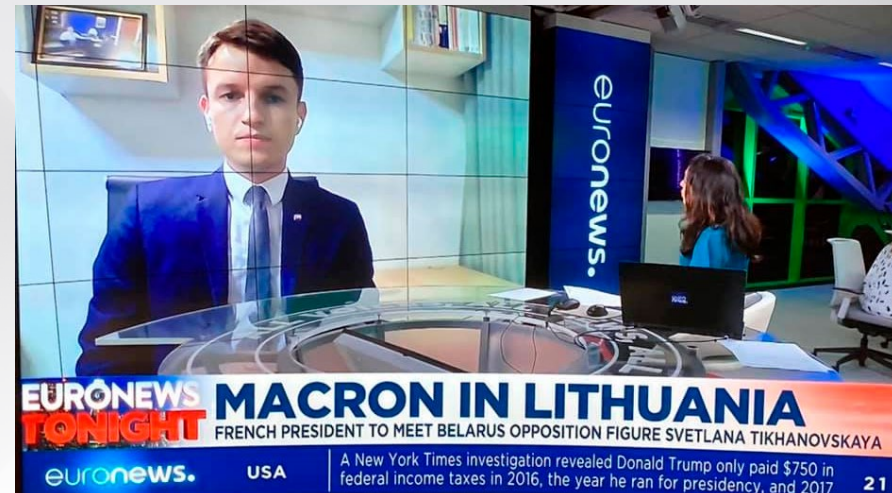 euronews.
EURONEWS
TONIGHT
MACRON IN LITHUANIA
FRENCH PRESIDENT TO MEET BELARUS OPPOSITION FIGURE SVETLANA TIKHANOVSKAYA
euronews.
USA
A New York Times investigation revealed Donald Trump only paid $750 in
federal income taxes in 2016, the year he ran for presidency, and 2017
21